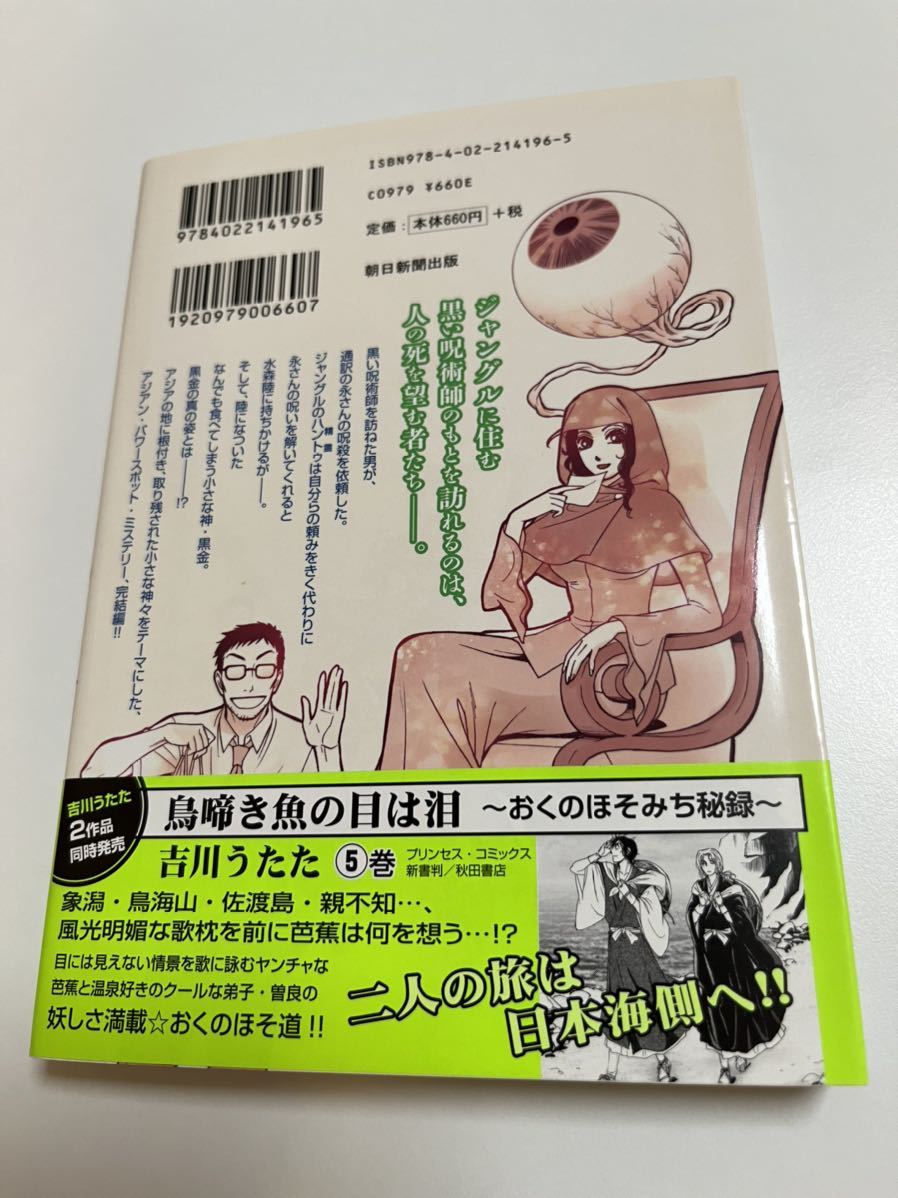 ISBN978-4-02-214196-5
C0979 ¥660E
定価：本体660円+税
朝日新聞出版
9784022141965
1920979006607
ジャングルに住む
黒い呪術師のもとを訪れるのは、
人の死を望む者たち――。
黒い呪術師を訪ねた男が、
通訳の永さんの呪殺を依頼した。
ジャングルのハントゥは自分らの頼みをきく代わりに
精霊
永さんの呪いを解いてくれると
水森陸に持ちかけるが――。
そして、陸になついた
なんでも食べてしまう小さな神・黒金。
黒金の真の姿とは――!?
アジアの地に根付き、取り残された小さな神々をテーマにした、
アジアン・パワースポット・ミステリー、完結編!!
吉川うたた
2作品
同時発売
鳥啼き魚の目は泪 〜おくのほそみち秘録〜
吉川うたた 5巻 プリンセス・コミックス
新書判／秋田書店
象潟・鳥海山・佐渡島・親不知…、
風光明媚な歌枕を前に芭蕉は何を想う…!?
目には見えない情景を歌に詠むヤンチャな
芭蕉と温泉好きのクールな弟子・曽良の
妖しさ満載☆おくのほそ道!!
二人の旅は
日本海側へ!!